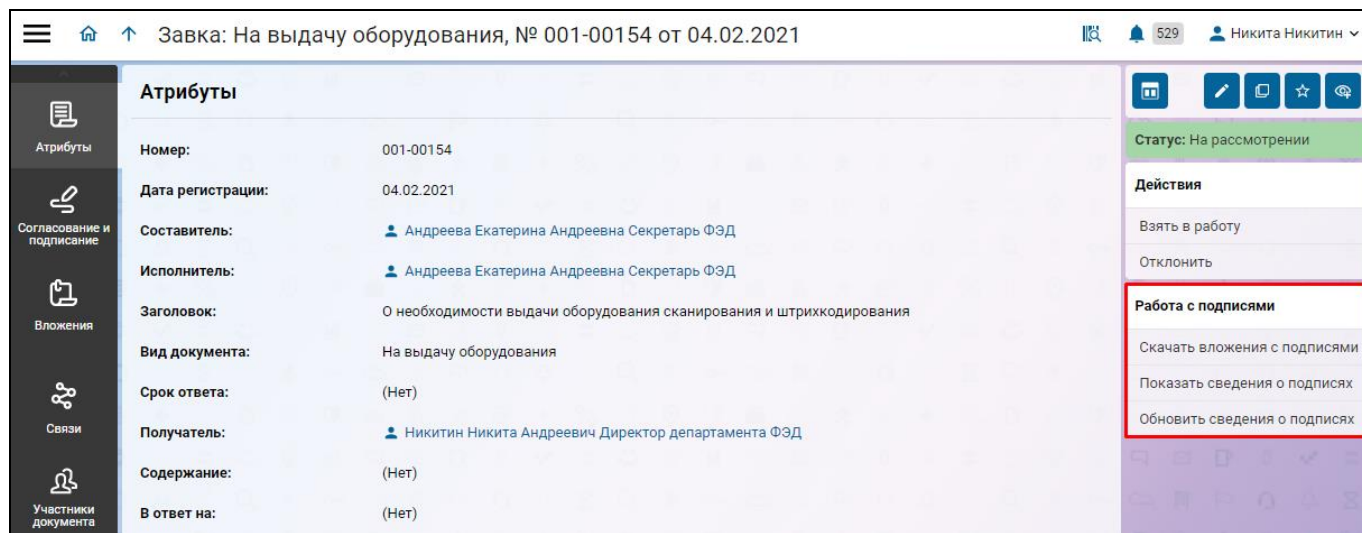 Завка: На выдачу оборудования, № 001-00154 от 04.02.2021
529
Никита Никитин
Атрибуты
Согласование и
подписание
Вложения
Связи
Участники
документа
Атрибуты
Номер: 001-00154
Дата регистрации: 04.02.2021
Составитель: Андреева Екатерина Андреевна Секретарь ФЭД
Исполнитель: Андреева Екатерина Андреевна Секретарь ФЭД
Заголовок: О необходимости выдачи оборудования сканирования и штрихкодирования
Вид документа: На выдачу оборудования
Срок ответа: (Нет)
Получатель: Никитин Никита Андреевич Директор департамента ФЭД
Содержание: (Нет)
В ответ на: (Нет)
Статус: На рассмотрении
Действия
Взять в работу
Отклонить
Работа с подписями
Скачать вложения с подписями
Показать сведения о подписях
Обновить сведения о подписях